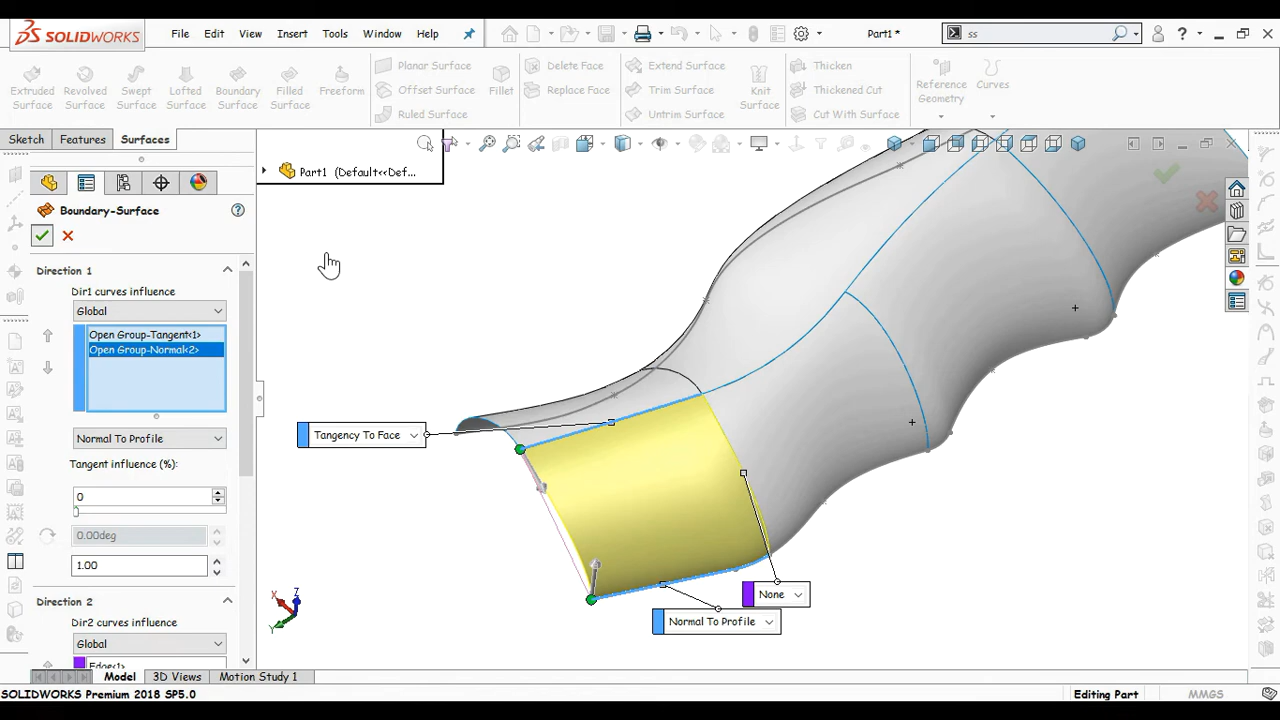 SOLIDWORKS File Edit View Insert Tools Window Help Part1 * ss
Extruded Surface Revolved Surface Swept Surface Lofted Surface Boundary Surface Surface Freeform
Planar Surface Offset Surface Ruled Surface Fillet Delete Face Replace Face
Extend Surface Trim Surface Untrim Surface Knit Surface Thicken Thickened Cut Cut With Surface Reference Geometry Curves
Sketch Features Surfaces
Part1 (Default<<Def...
Boundary-Surface
Direction 1
Dir1 curves influence
Global
Open Group-Tangent<1>
Open Group-Normal<2>
Normal To Profile
Tangent influence (%):
0
0.00deg
1.00
Direction 2
Dir2 curves influence
Global
Edge<1>
Tangency To Face
None
Normal To Profile
X
Z
Y
Model 3D Views Motion Study 1
SOLIDWORKS Premium 2018 SP5.0 Editing Part MMGS